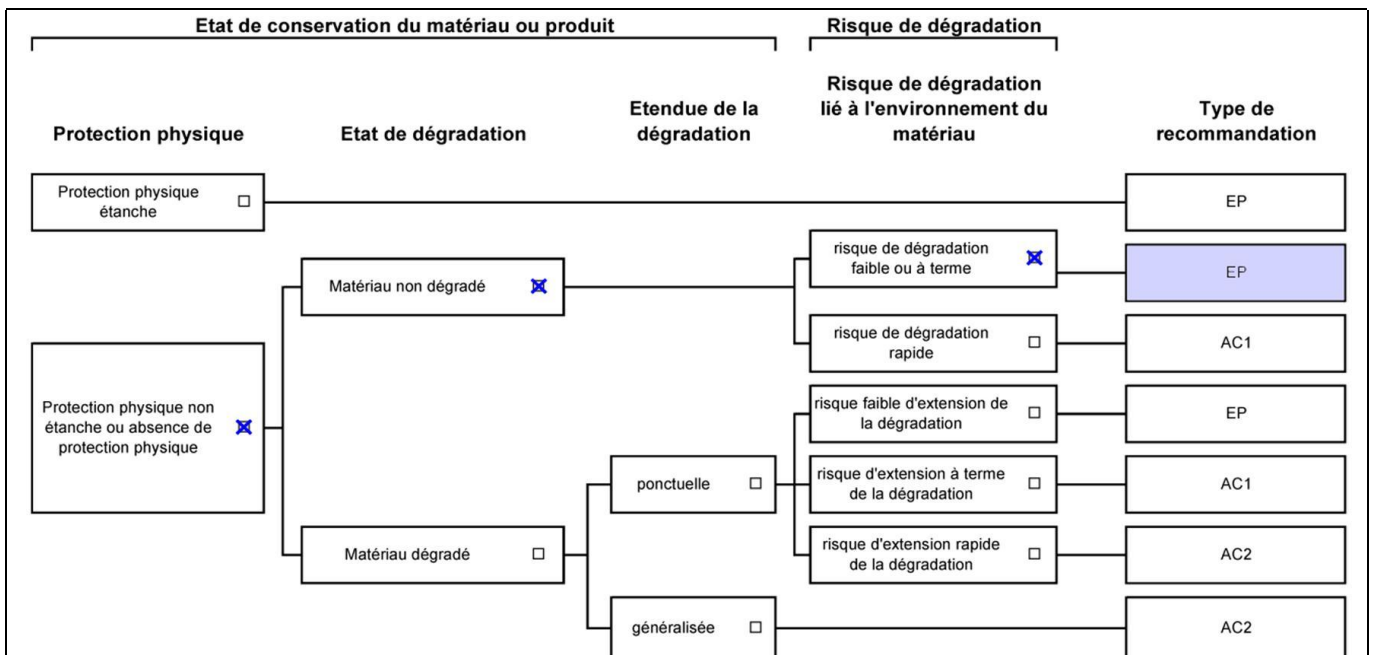 Etat de conservation du matériau ou produit
Risque de dégradation
Protection physique
Etat de dégradation
Etendue de la
dégradation
Risque de dégradation
lié à l'environnement du
matériau
Type de
recommandation
Protection physique
étanche
EP
risque de dégradation
faible ou à terme
EP
Matériau non dégradé
risque de dégradation
rapide
AC1
Protection physique non
étanche ou absence de
protection physique
risque faible d'extension de
la dégradation
EP
ponctuelle
risque d'extension à terme
de la dégradation
AC1
Matériau dégradé
risque d'extension rapide
de la dégradation
AC2
généralisée
AC2